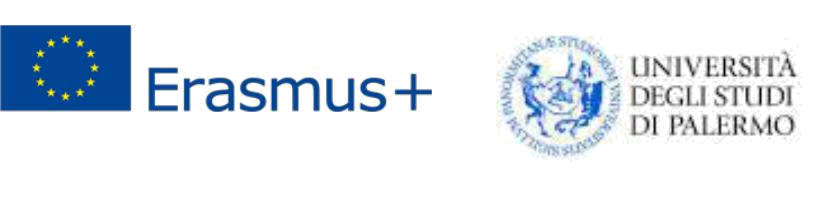 Erasmus+
UNIVERSITÀ
DEGLI STUDI
DI PALERMO